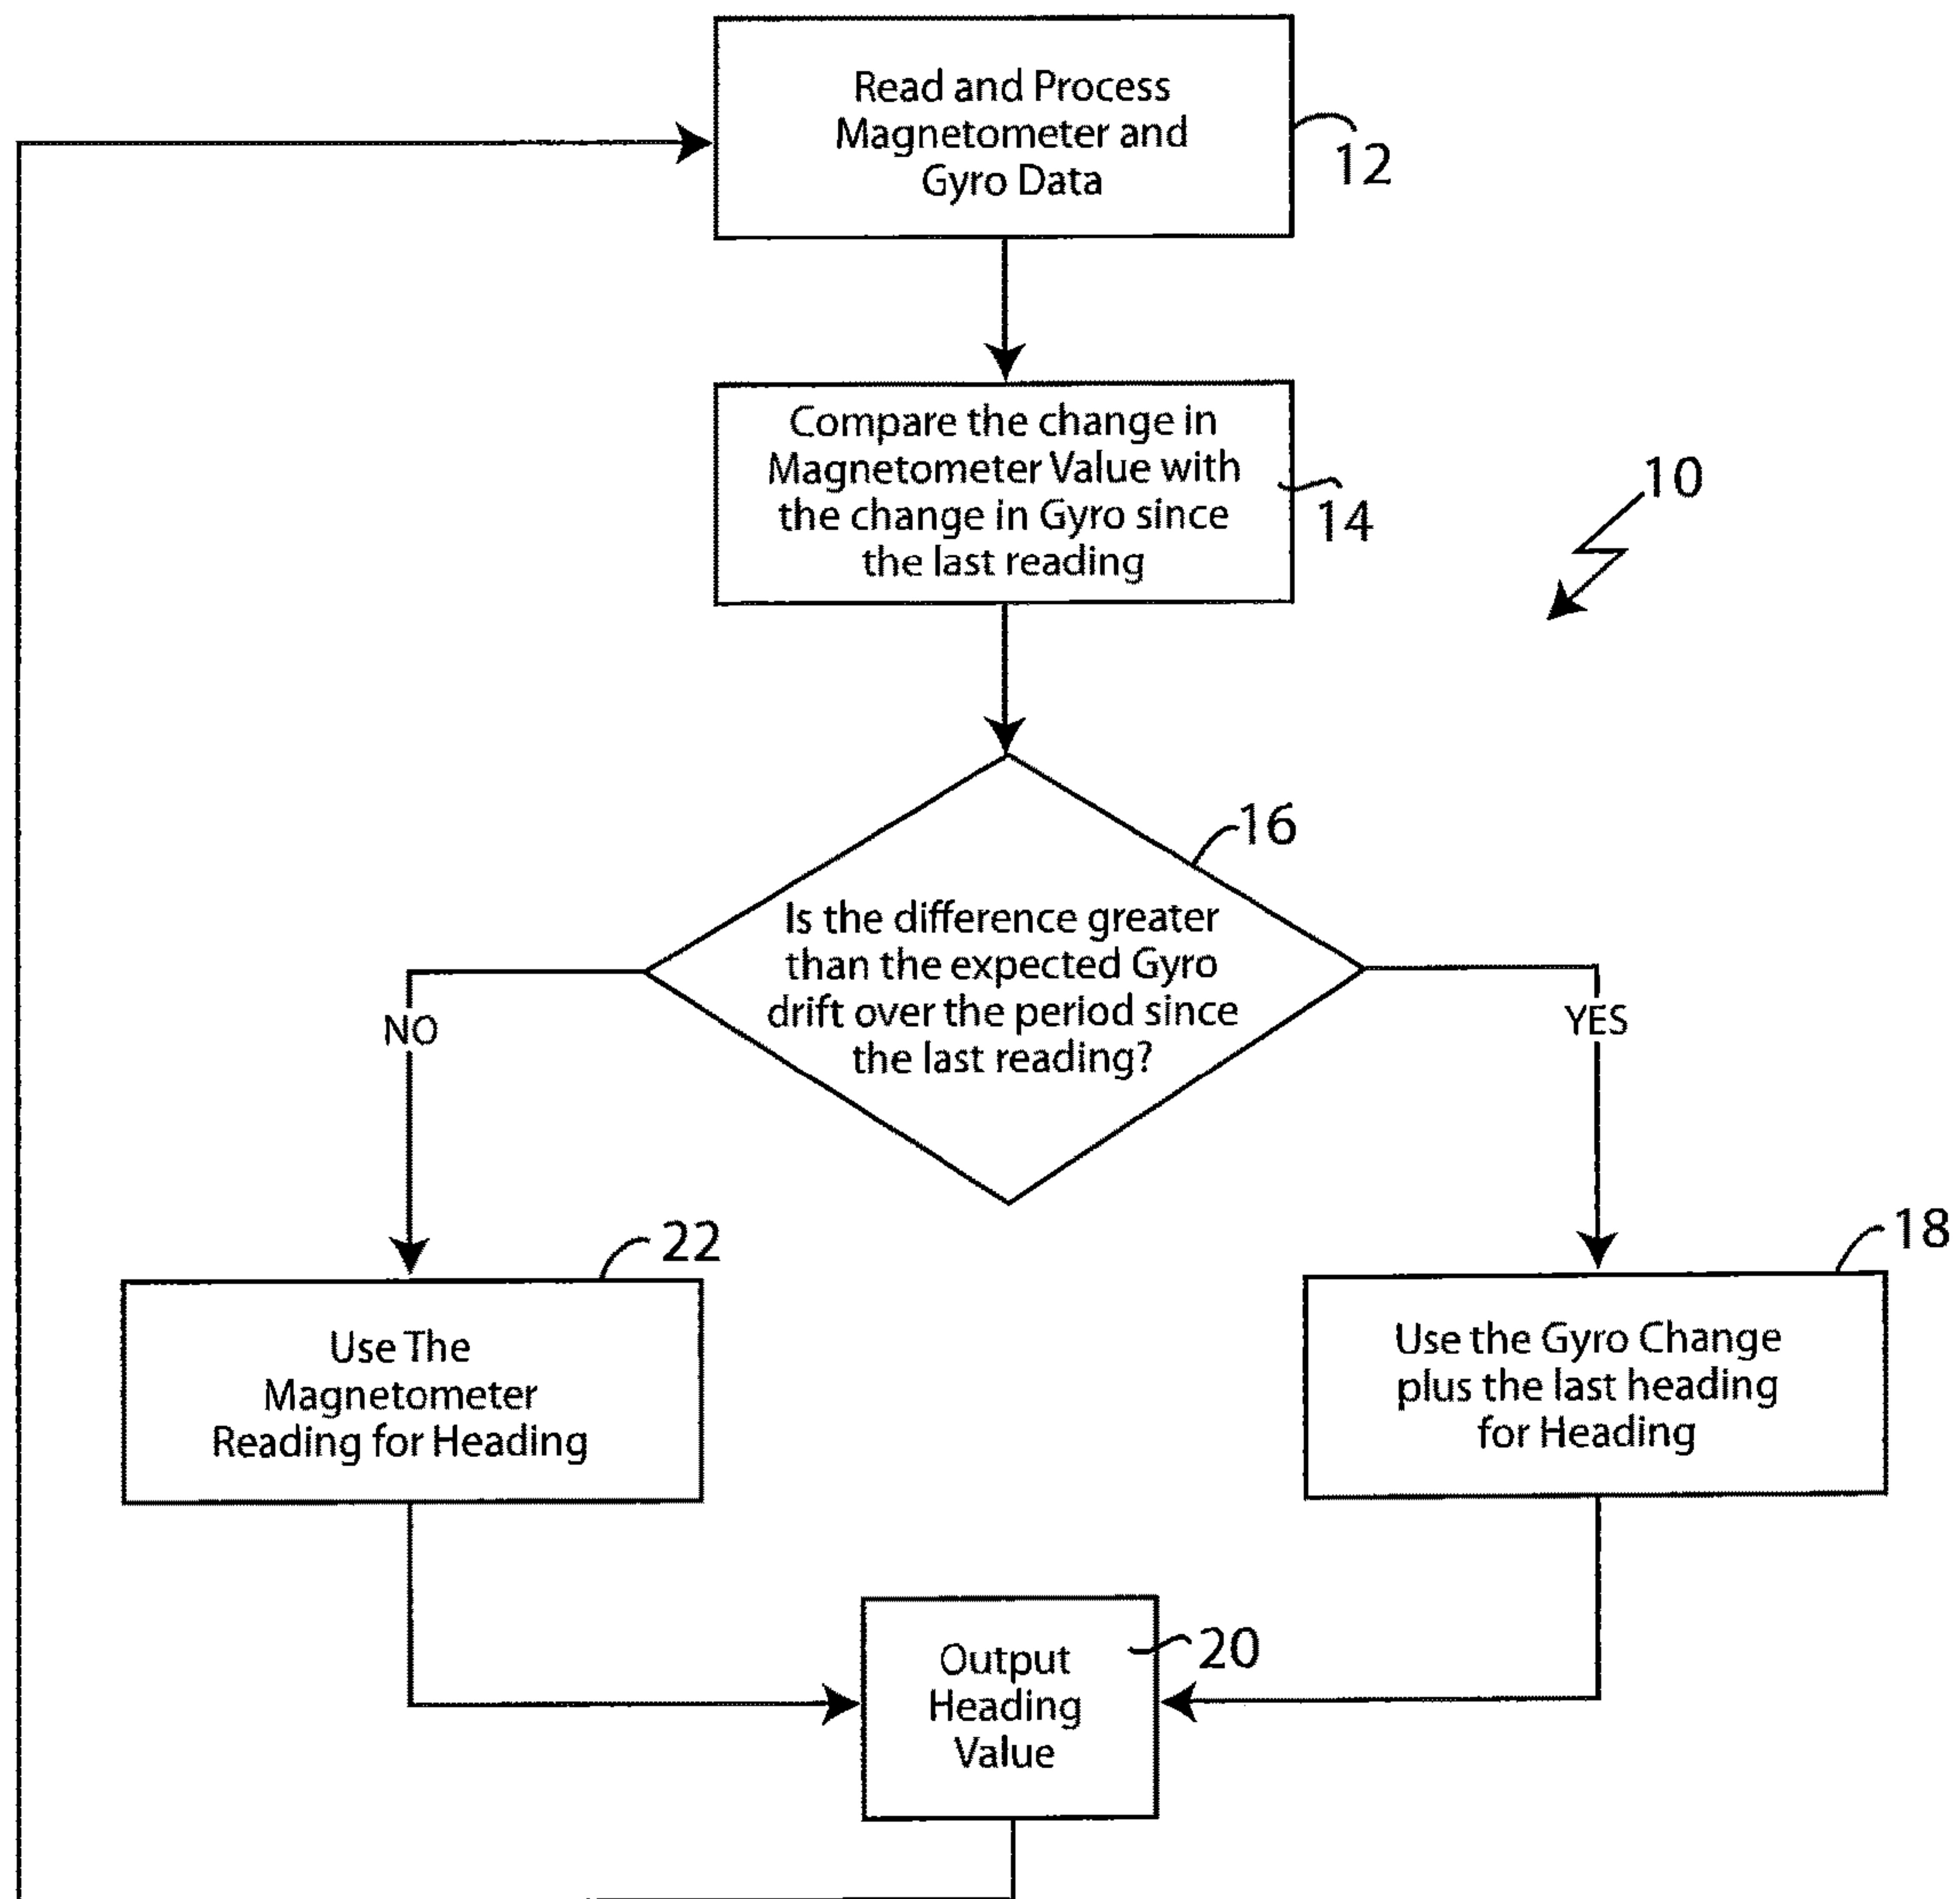 Read and Process
Magnetometer and
Gyro Data
12
Compare the change in
Magnetometer Value with
the change in Gyro since
the last reading
14
10
16
Is the difference greater
than the expected Gyro
drift over the period since
the last reading?
NO
YES
22
18
Use The
Magnetometer
Reading for Heading
Use the Gyro Change
plus the last heading
for Heading
20
Output
Heading
Value